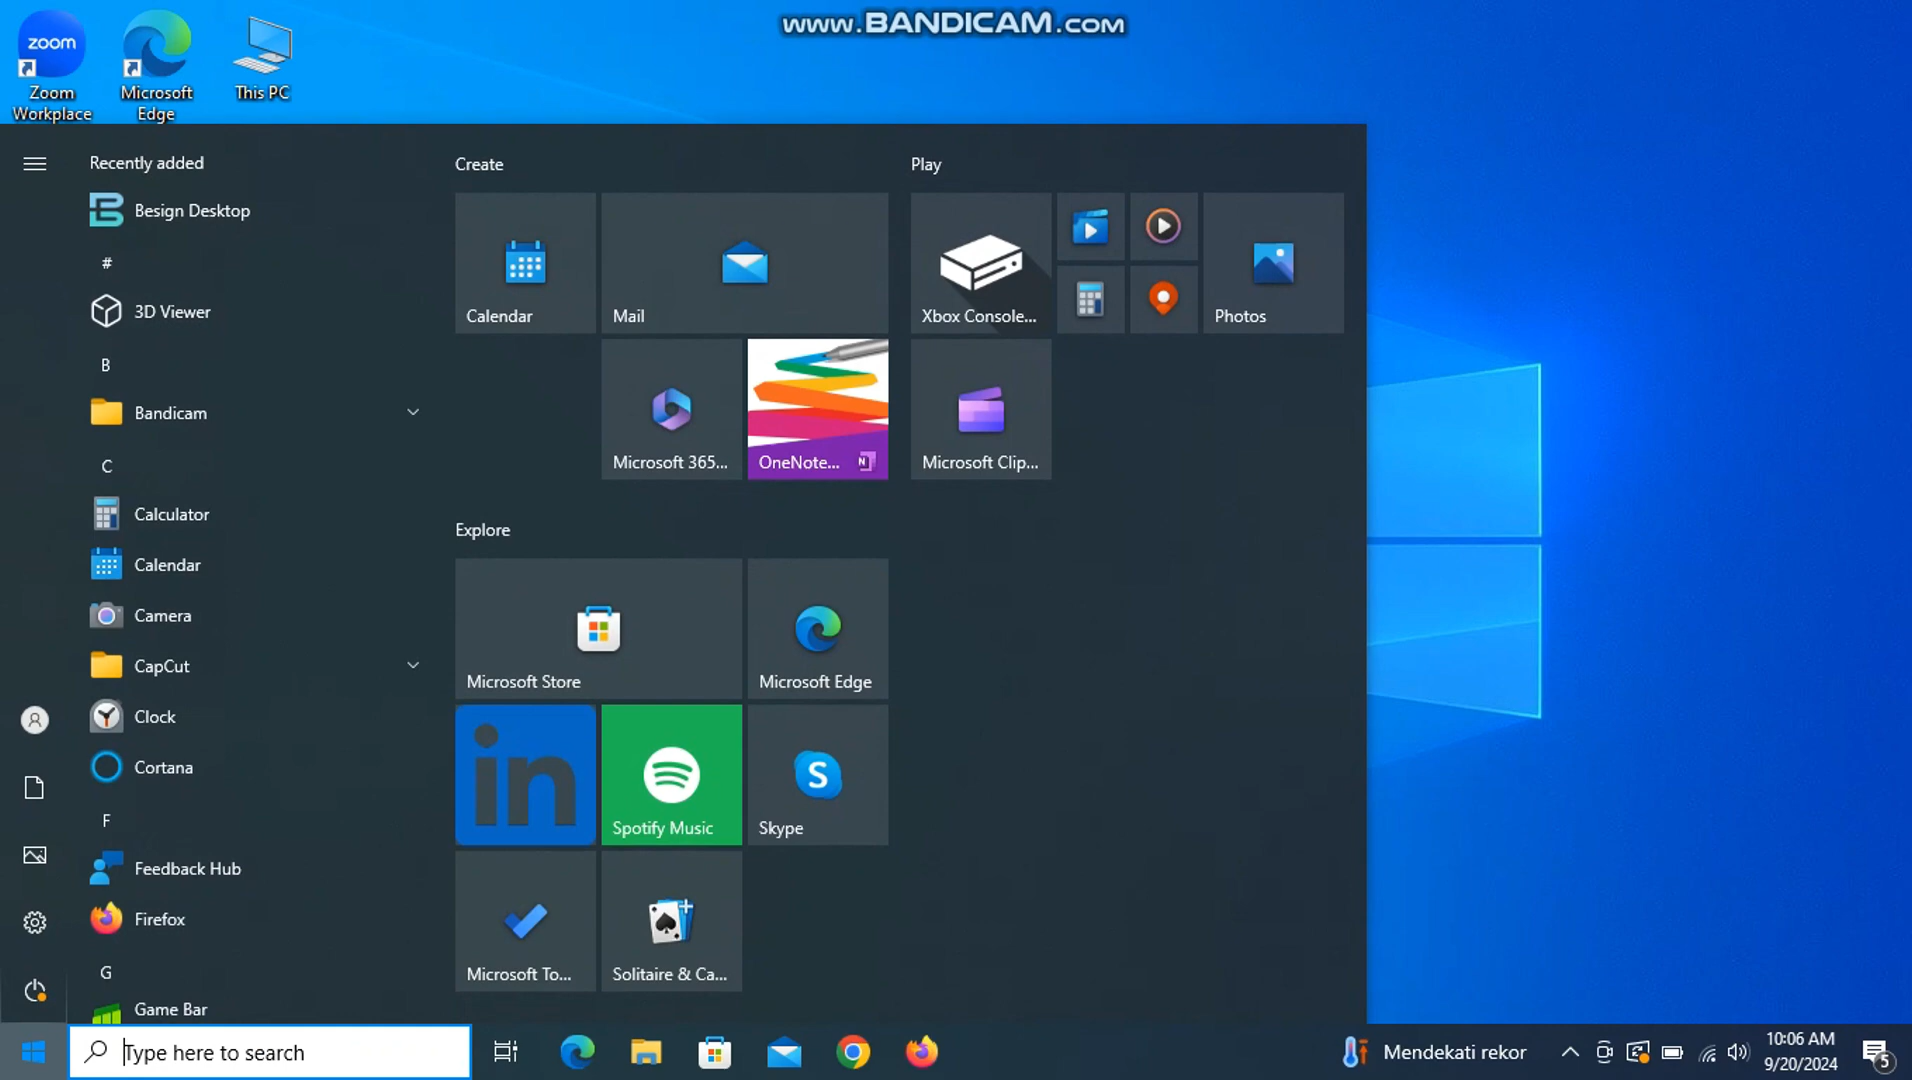 www.BANDICAM.com
zoom
Zoom
Workplace
Microsoft
Edge
This PC
Recently added
Besign Desktop
#
3D Viewer
B
Bandicam
C
Calculator
Calendar
Camera
CapCut
Clock
Cortana
F
Feedback Hub
Firefox
G
Game Bar
Create
Calendar
Mail
Microsoft 365...
OneNote...
N
Play
Xbox Console...
Photos
Microsoft Clip...
Explore
Microsoft Store
Microsoft Edge
in
Spotify Music
S
Skype
Microsoft To...
Solitaire & Ca...
Type here to search
Mendekati rekor
10:06 AM
9/20/2024
5